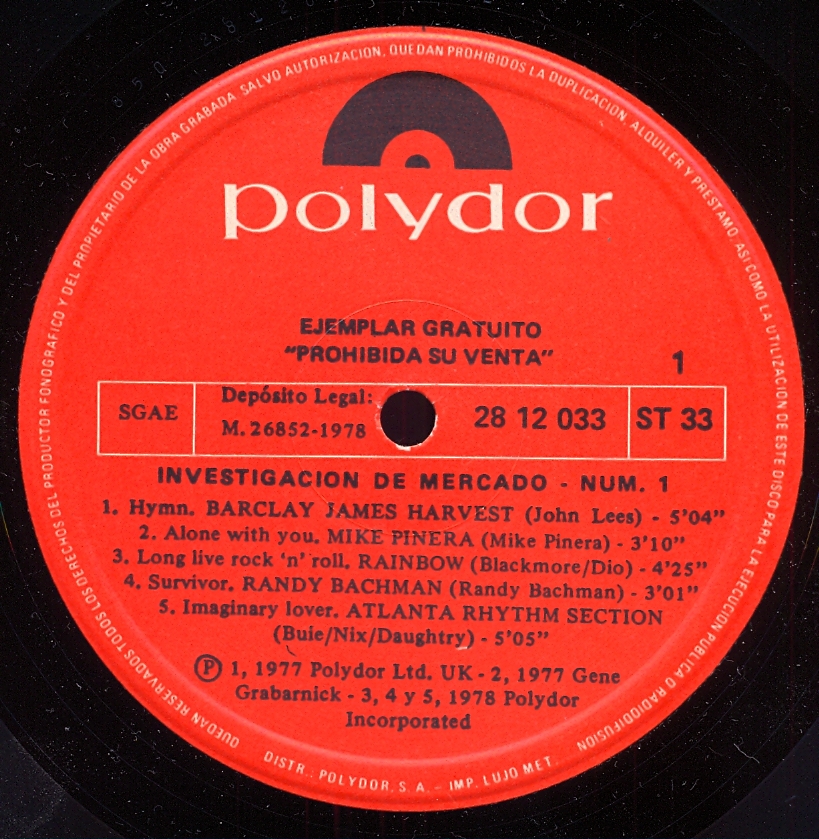 QUEDAN RESERVADOS TODOS LOS DERECHOS DEL PRODUCTOR FONOGRAFICO Y DEL PROPIETARIO DE LA OBRA GRABADA. SALVO AUTORIZACION, QUEDAN PROHIBIDOS LA DUPLICACION, ALQUILER Y PRESTAMO, ASI COMO LA UTILIZACION DE ESTE DISCO PARA LA EJECUCION PUBLICA O RADIODIFUSION
polydor
EJEMPLAR GRATUITO
"PROHIBIDA SU VENTA"
1
SGAE
Depósito Legal:
M. 26852-1978
28 12 033
ST 33
INVESTIGACION DE MERCADO - NUM. 1
1. Hymn. BARCLAY JAMES HARVEST (John Lees) - 5'04"
2. Alone with you. MIKE PINERA (Mike Pinera) - 3'10"
3. Long live rock 'n' roll. RAINBOW (Blackmore/Dio) - 4'25"
4. Survivor. RANDY BACHMAN (Randy Bachman) - 3'01"
5. Imaginary lover. ATLANTA RHYTHM SECTION
(Buie/Nix/Daughtry) - 5'05"
Ⓟ 1, 1977 Polydor Ltd. UK - 2, 1977 Gene
Grabarnick - 3, 4 y 5, 1978 Polydor
Incorporated
DISTR.. POLYDOR, S. A. - IMP. LUJO MET.